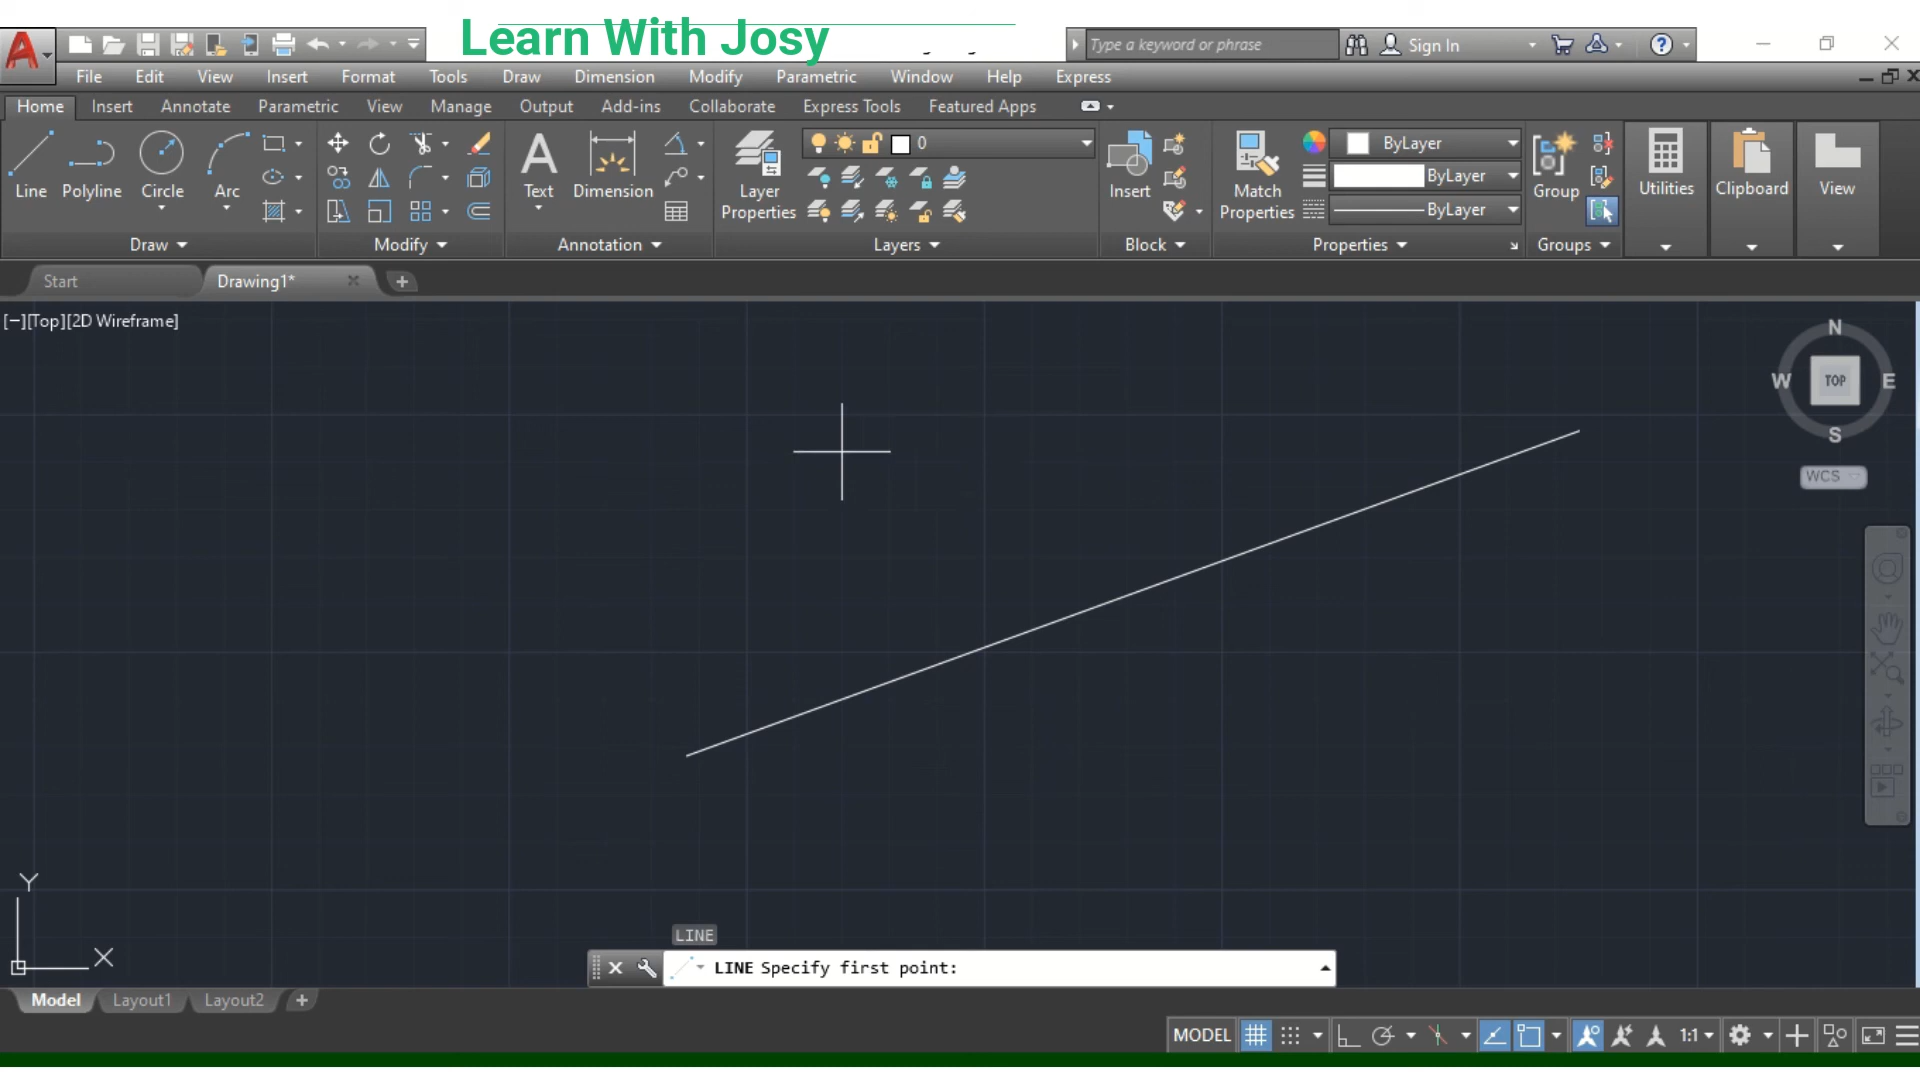 Learn With Josy
Type a keyword or phrase
Sign In
File Edit View Insert Format Tools Draw Dimension Modify Parametric Window Help Express
Home Insert Annotate Parametric View Manage Output Add-ins Collaborate Express Tools Featured Apps
0 ByLayer
ByLayer
ByLayer
Line Polyline Circle Arc Text Dimension Layer Properties Insert Match Properties Group Utilities Clipboard View
Draw Modify Annotation Layers Block Properties Groups
Start Drawing1*
[−][Top][2D Wireframe]
N
W TOP E
S
WCS
Y
X
LINE
LINE Specify first point:
Model Layout1 Layout2
MODEL 1:1